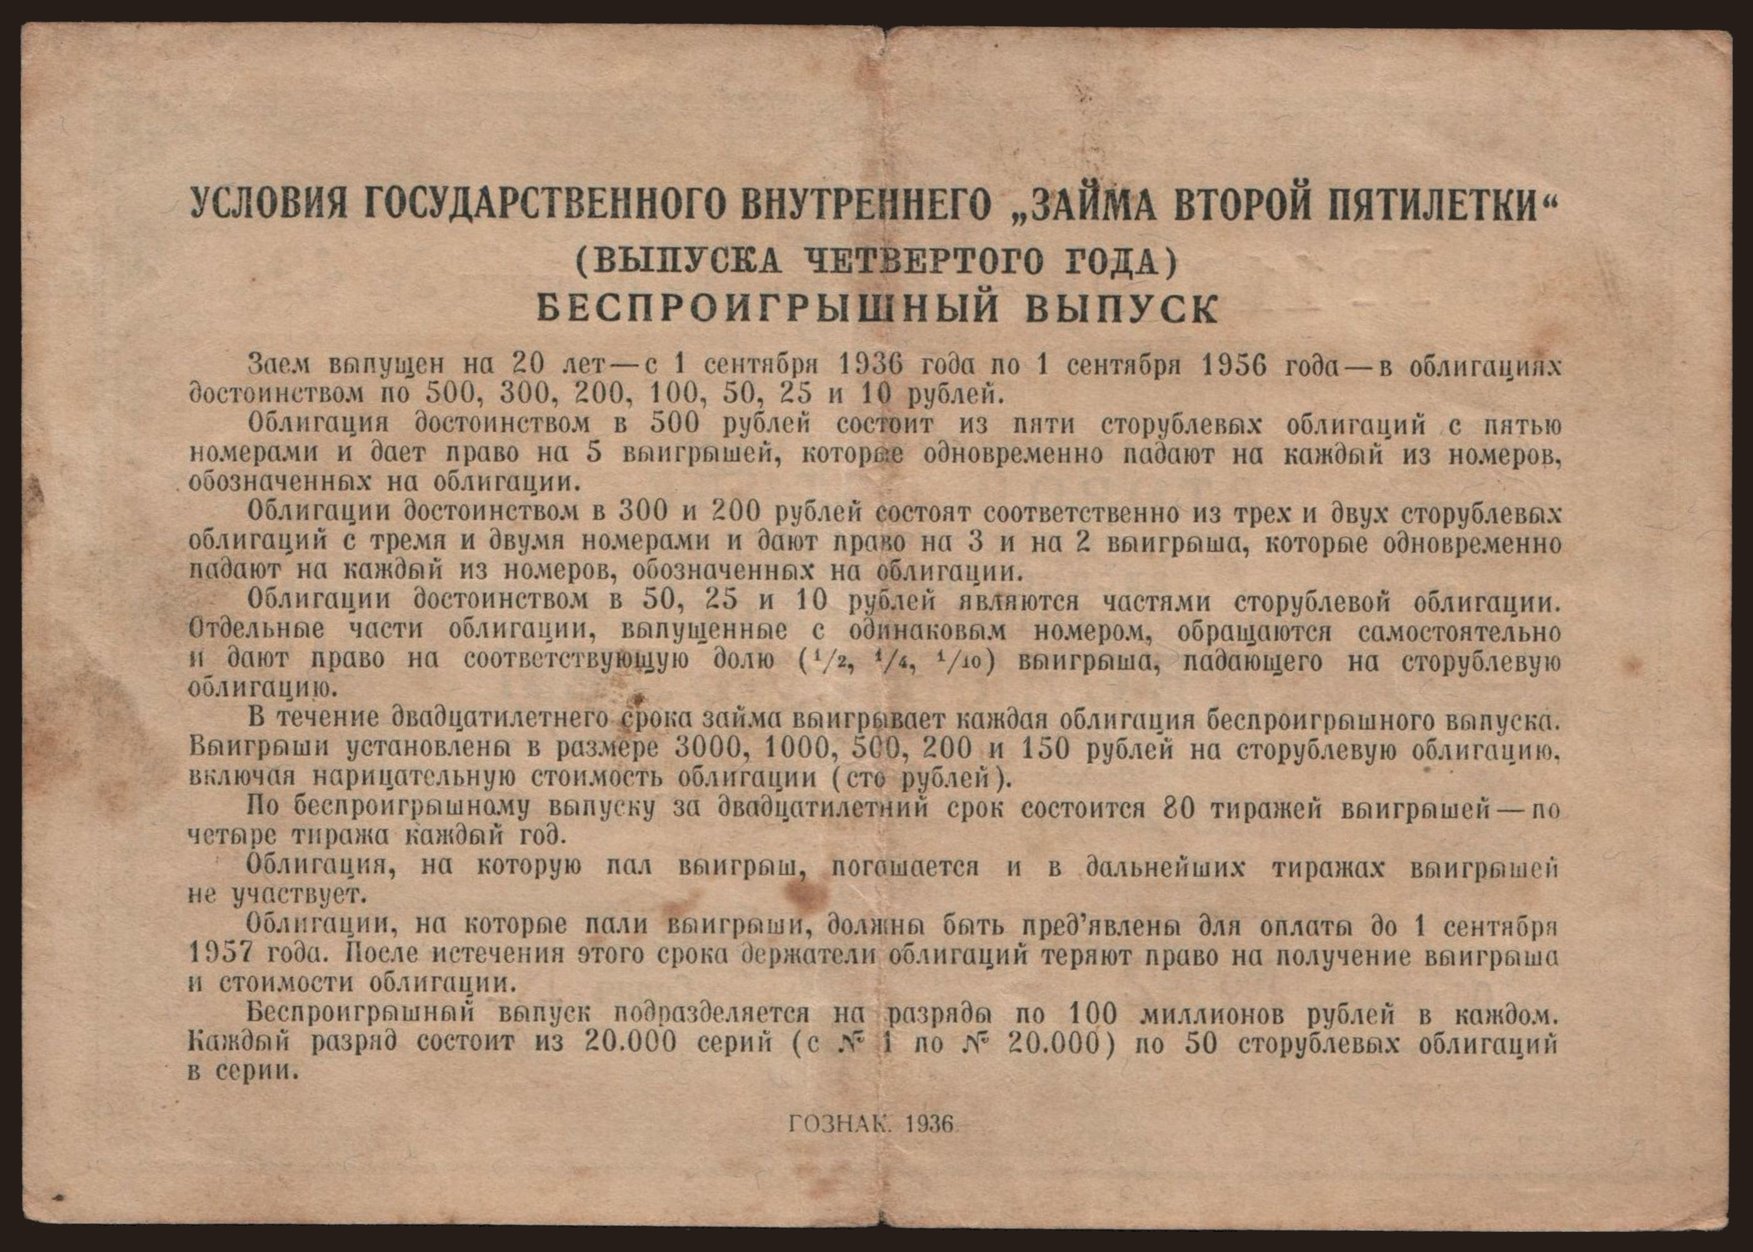 УСЛОВИЯ ГОСУДАРСТВЕННОГО ВНУТРЕННЕГО „ЗАЙМА ВТОРОЙ ПЯТИЛЕТКИ“
(ВЫПУСКА ЧЕТВЕРТОГО ГОДА)
БЕСПРОИГРЫШНЫЙ ВЫПУСК
Заем выпущен на 20 лет — с 1 сентября 1936 года по 1 сентября 1956 года — в облигациях
достоинством по 500, 300, 200, 100, 50, 25 и 10 рублей.
Облигация достоинством в 500 рублей состоит из пяти сторублевых облигаций с пятью
номерами и дает право на 5 выигрышей, которые одновременно падают на каждый из номеров,
обозначенных на облигации.
Облигации достоинством в 300 и 200 рублей состоят соответственно из трех и двух сторублевых
облигаций с тремя и двумя номерами и дают право на 3 и на 2 выигрыша, которые одновременно
падают на каждый из номеров, обозначенных на облигации.
Облигации достоинством в 50, 25 и 10 рублей являются частями сторублевой облигации.
Отдельные части облигации, выпущенные с одинаковым номером, обращаются самостоятельно
и дают право на соответствующую долю (1/2, 1/4, 1/10) выигрыша, падающего на сторублевую
облигацию.
В течение двадцатилетнего срока займа выигрывает каждая облигация беспроигрышного выпуска.
Выигрыши установлены в размере 3000, 1000, 500, 200 и 150 рублей на сторублевую облигацию,
включая нарицательную стоимость облигации (сто рублей).
По беспроигрышному выпуску за двадцатилетний срок состоится 80 тиражей выигрышей — по
четыре тиража каждый год.
Облигация, на которую пал выигрыш, погашается и в дальнейших тиражах выигрышей
не участвует.
Облигации, на которые пали выигрыши, должны быть пред’явлены для оплаты до 1 сентября
1957 года. После истечения этого срока держатели облигаций теряют право на получение выигрыша
и стоимости облигации.
Беспроигрышный выпуск подразделяется на разряды по 100 миллионов рублей в каждом.
Каждый разряд состоит из 20.000 серий (с № 1 по № 20.000) по 50 сторублевых облигаций
в серии.
ГОЗНАК. 1936